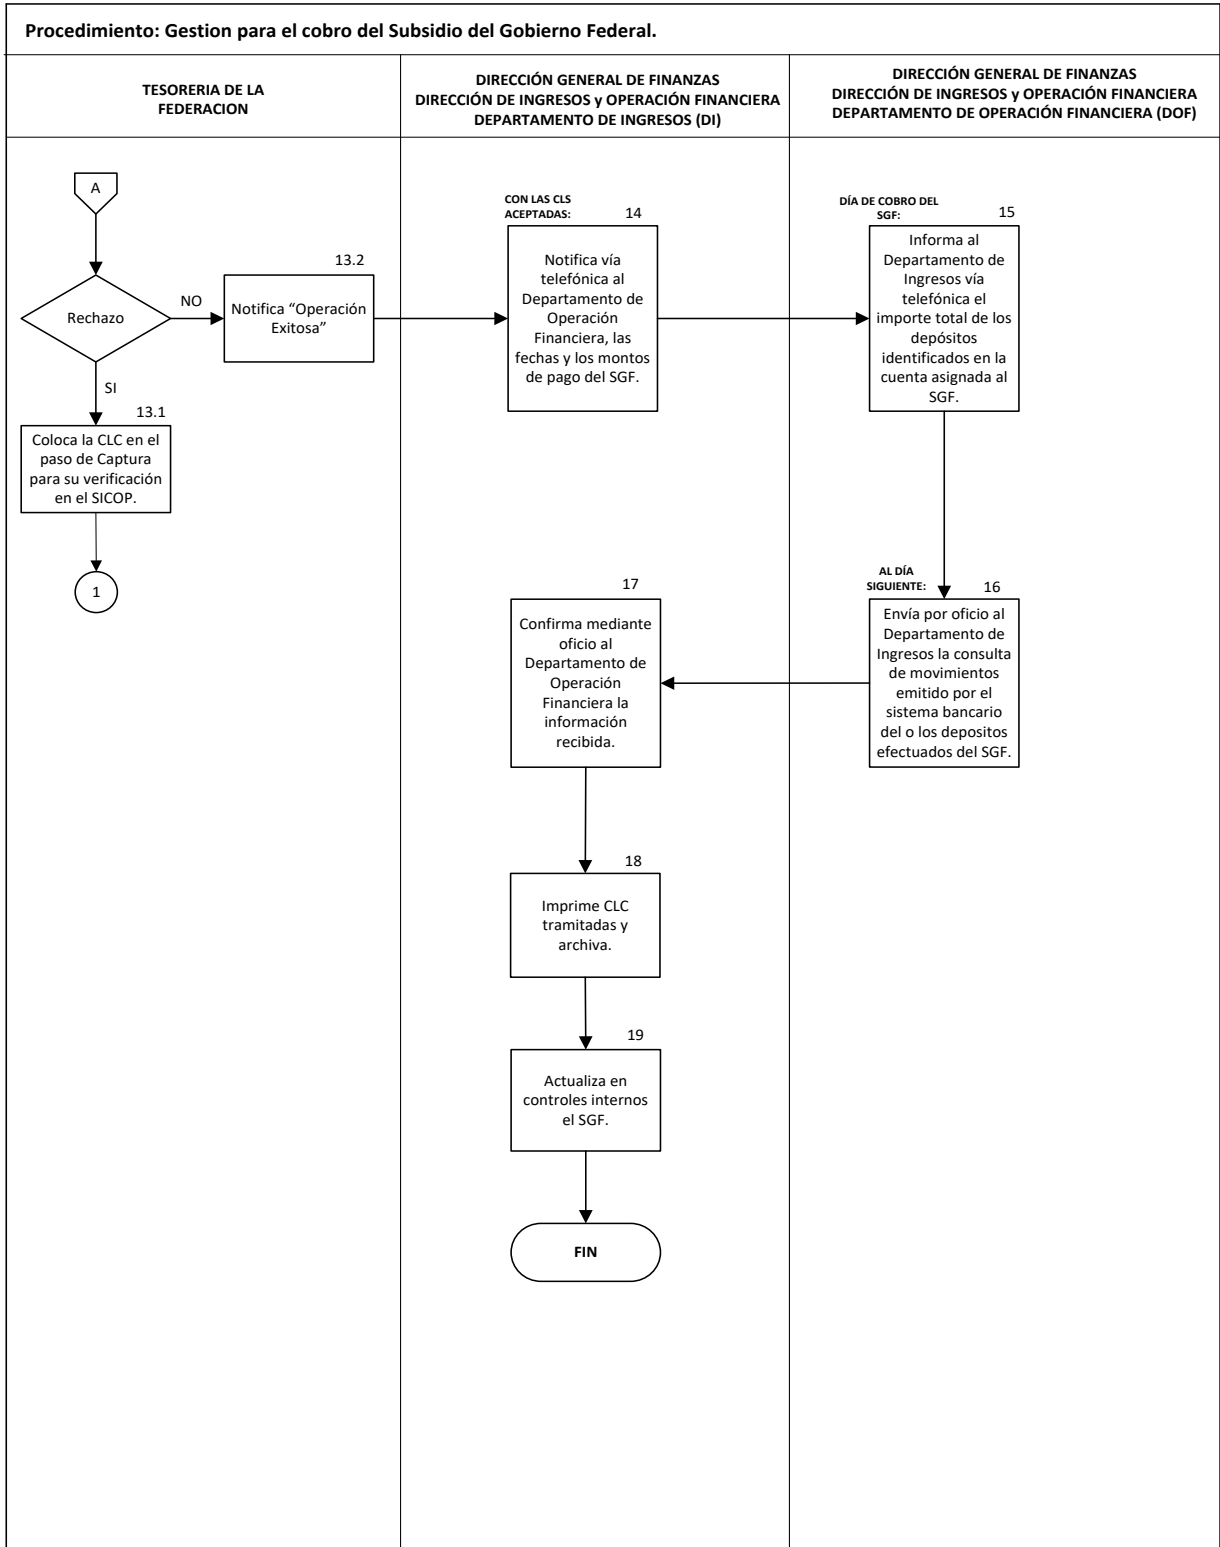 Procedimiento: Gestion para el cobro del Subsidio del Gobierno Federal.
TESORERIA DE LA
FEDERACION
DIRECCIÓN GENERAL DE FINANZAS
DIRECCIÓN DE INGRESOS y OPERACIÓN FINANCIERA
DEPARTAMENTO DE INGRESOS (DI)
DIRECCIÓN GENERAL DE FINANZAS
DIRECCIÓN DE INGRESOS y OPERACIÓN FINANCIERA
DEPARTAMENTO DE OPERACIÓN FINANCIERA (DOF)
A
Rechazo
NO
SI
13.2
Notifica “Operación
Exitosa”
13.1
Coloca la CLC en el
paso de Captura
para su verificación
en el SICOP.
1
CON LAS CLS
ACEPTADAS:
14
Notifica vía
telefónica al
Departamento de
Operación
Financiera, las
fechas y los montos
de pago del SGF.
DÍA DE COBRO DEL
SGF:
15
Informa al
Departamento de
Ingresos vía
telefónica el
importe total de los
depósitos
identificados en la
cuenta asignada al
SGF.
AL DÍA
SIGUIENTE:
16
Envía por oficio al
Departamento de
Ingresos la consulta
de movimientos
emitido por el
sistema bancario
del o los depositos
efectuados del SGF.
17
Confirma mediante
oficio al
Departamento de
Operación
Financiera la
información
recibida.
18
Imprime CLC
tramitadas y
archiva.
19
Actualiza en
controles internos
el SGF.
FIN